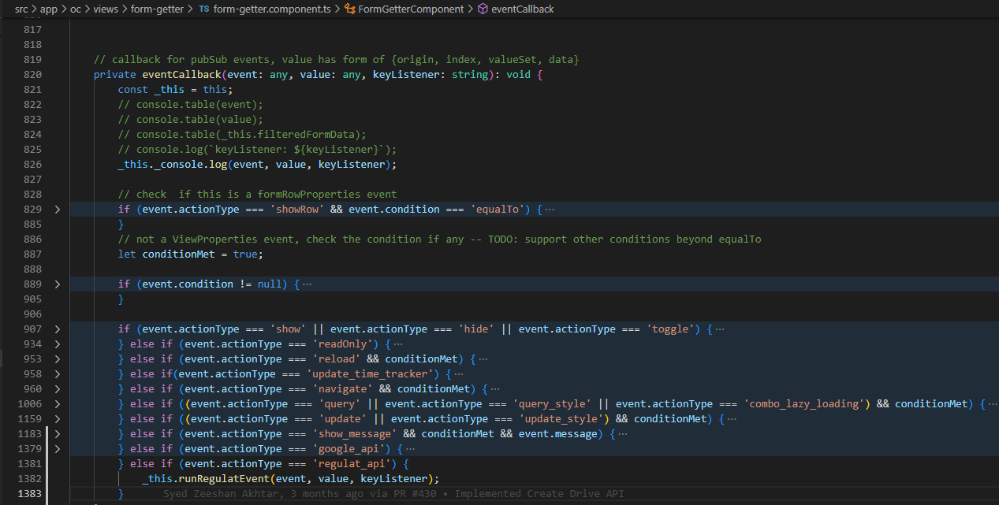 src > app > oc > views > form-getter > TS form-getter.component.ts > FormGetterComponent > eventCallback
817
818
819 // callback for pubSub events, value has form of {origin, index, valueSet, data}
820 private eventCallback(event: any, value: any, keyListener: string): void {
821 const _this = this;
822 // console.table(event);
823 // console.table(value);
824 // console.table(_this.filteredFormData);
825 // console.log(`keyListener: ${keyListener}`);
826 _this._console.log(event, value, keyListener);
827
828 // check  if this is a formRowProperties event
829 > if (event.actionType === 'showRow' && event.condition === 'equalTo') { ···
885 }
886 // not a ViewProperties event, check the condition if any -- TODO: support other conditions beyond equalTo
887 let conditionMet = true;
888
889 > if (event.condition != null) { ···
905 }
906
907 > if (event.actionType === 'show' || event.actionType === 'hide' || event.actionType === 'toggle') { ···
934 > } else if (event.actionType === 'readOnly') { ···
953 > } else if (event.actionType === 'reload' && conditionMet) { ···
958 > } else if(event.actionType === 'update_time_tracker') { ···
960 > } else if (event.actionType === 'navigate' && conditionMet) { ···
1006 > } else if ((event.actionType === 'query' || event.actionType === 'query_style' || event.actionType === 'combo_lazy_loading') && conditionMet) { ···
1159 > } else if ((event.actionType === 'update' || event.actionType === 'update_style') && conditionMet) { ···
1183 > } else if (event.actionType === 'show_message' && conditionMet && event.message) { ···
1379 > } else if (event.actionType === 'google_api') { ···
1381 } else if (event.actionType === 'regulat_api') {
1382 _this.runRegulatEvent(event, value, keyListener);
1383 } Syed Zeeshan Akhtar, 3 months ago via PR #430 • Implemented Create Drive API